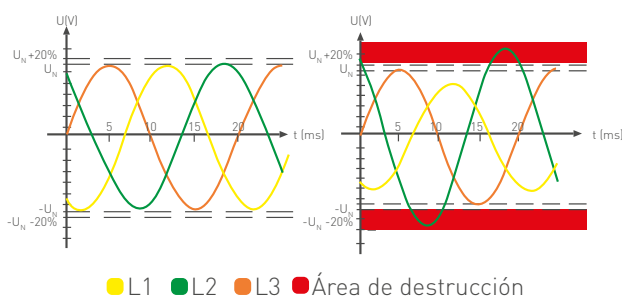 U[V]
U_N +20%
U_N
5 10 15 20 t [ms]
-U_N
-U_N -20%
U[V]
U_N +20%
U_N
5 10 15 20 t [ms]
-U_N
-U_N -20%
L1 L2 L3 Área de destrucción